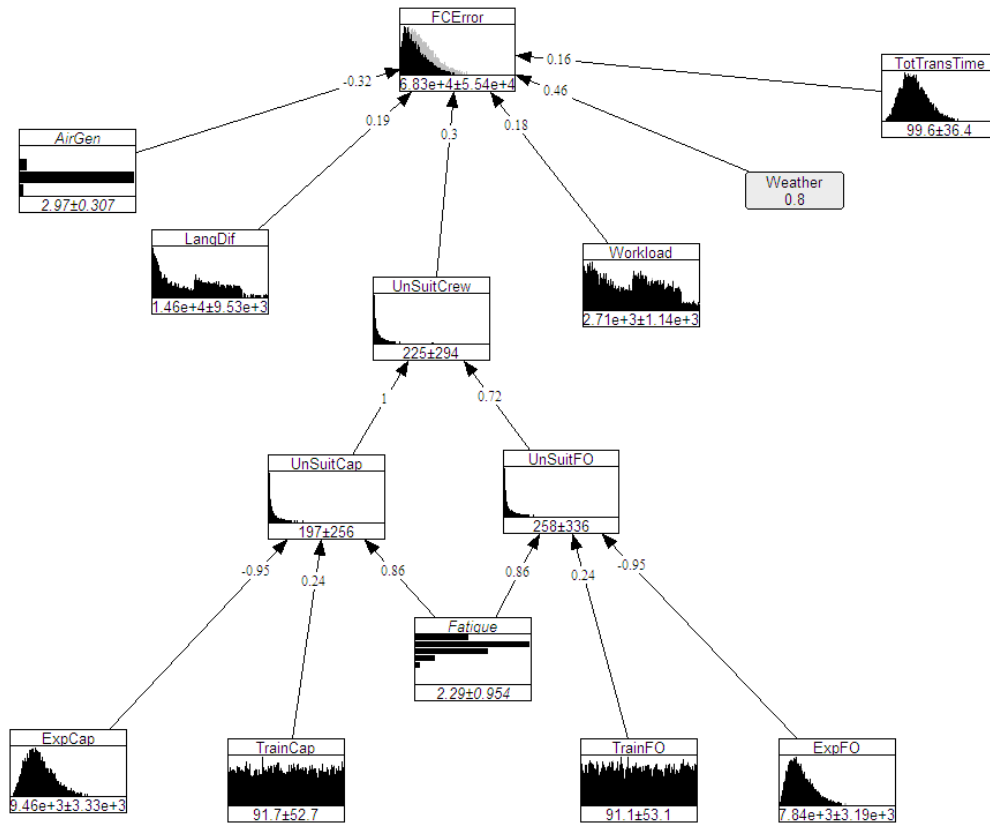 FCError
6.83e+4±5.54e+4
0.16
TotTransTime
99.6±36.4
-0.32
0.46
0.19
0.3
0.18
AirGen
2.97±0.307
Weather
0.8
LangDif
1.46e+4±9.53e+3
Workload
2.71e+3±1.14e+3
UnSuitCrew
225±294
1
0.72
UnSuitCap
197±256
UnSuitFO
258±336
-0.95
0.24
0.86
0.86
0.24
-0.95
Fatigue
2.29±0.954
ExpCap
9.46e+3±3.33e+3
TrainCap
91.7±52.7
TrainFO
91.1±53.1
ExpFO
7.84e+3±3.19e+3